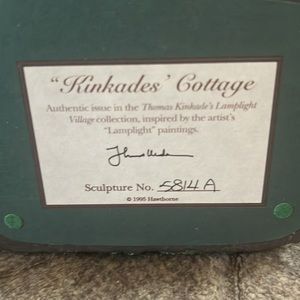 "Kinkades' Cottage
Authentic issue in the Thomas Kinkade's Lamplight
Village collection, inspired by the artist's
"Lamplight" paintings.
Sculpture No. 5814 A
© 1995 Hawthorne